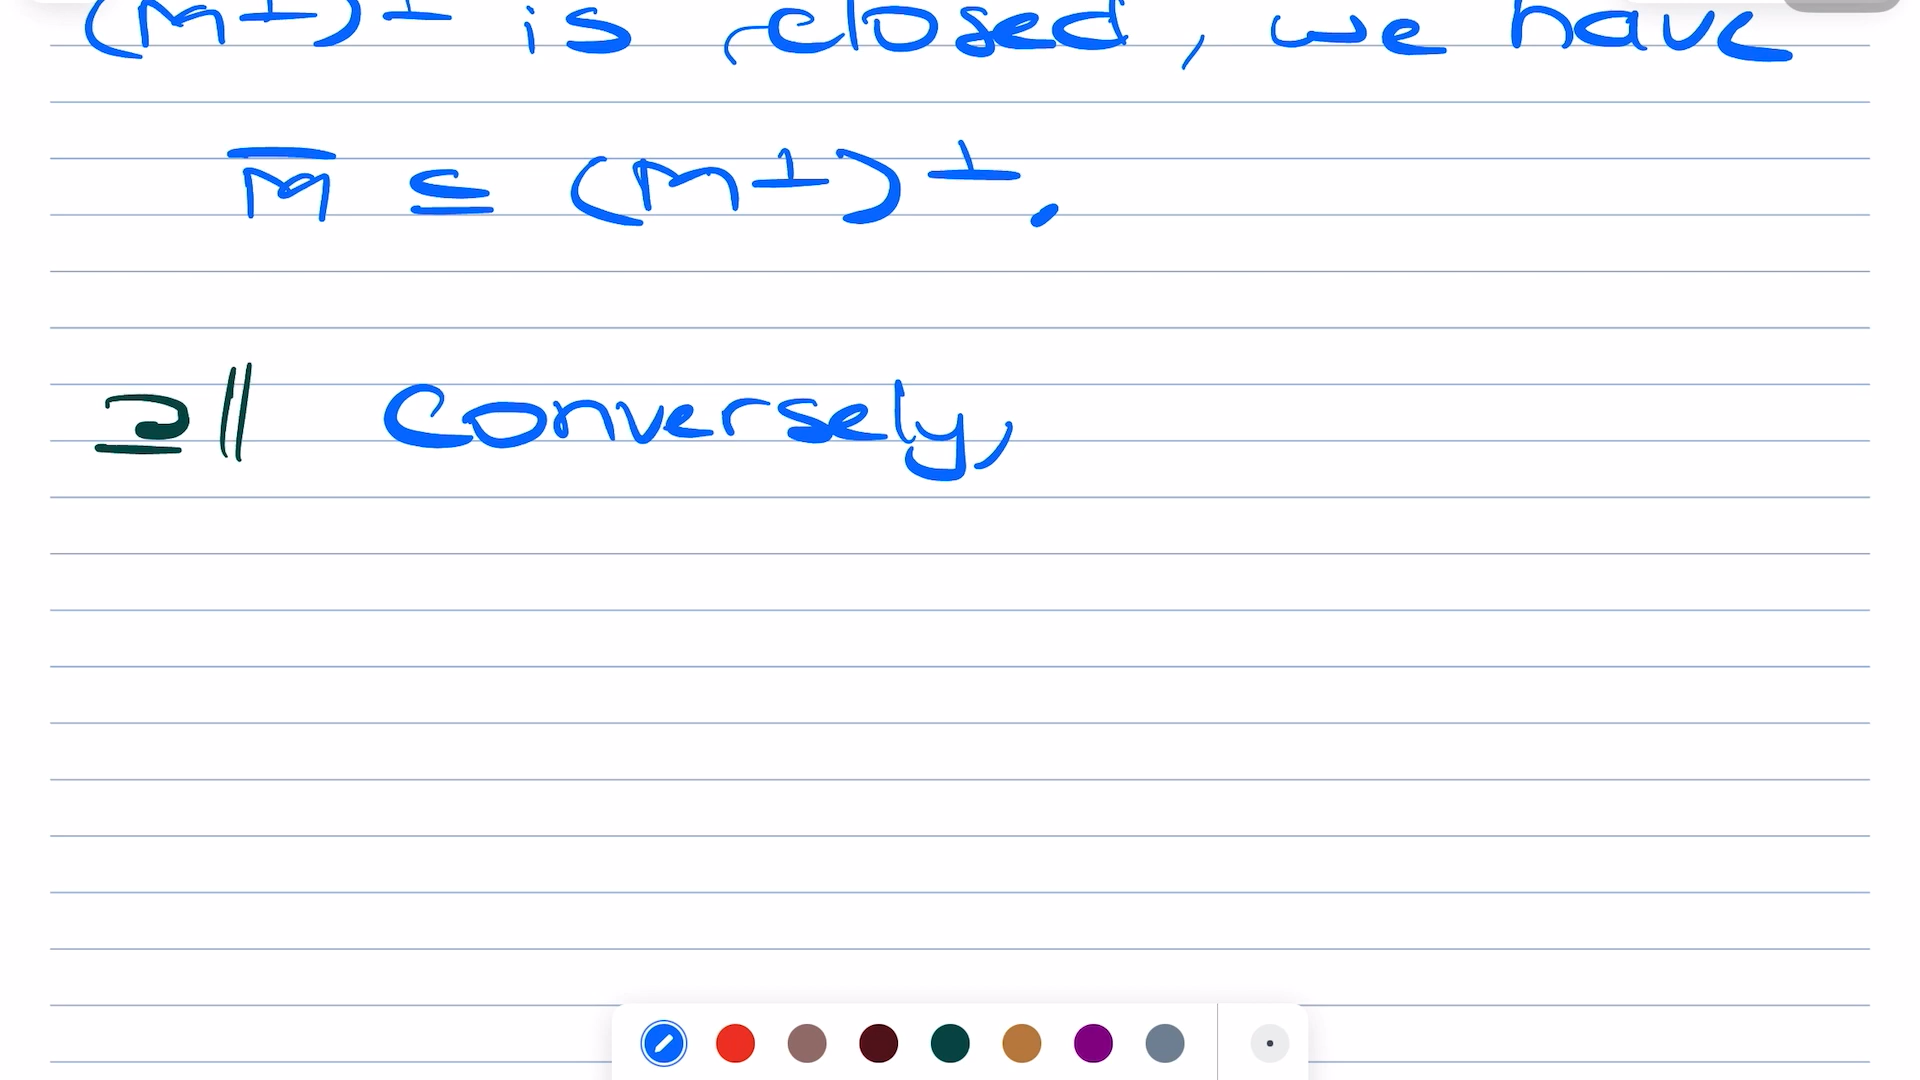 (M⊥)⊥ is closed, we have
M̅ ⊆ (M⊥)⊥.
⊇|| Conversely,